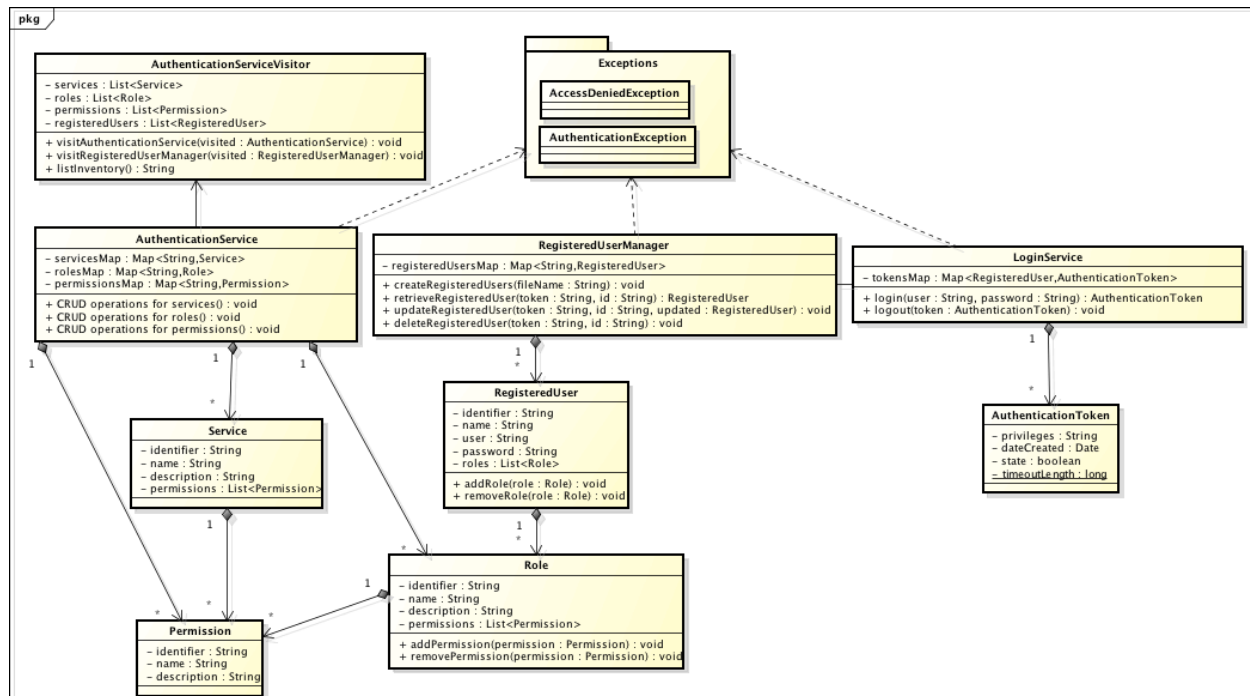 pkg
AuthenticationServiceVisitor
- services : List<Service>
- roles : List<Role>
- permissions : List<Permission>
- registeredUsers : List<RegisteredUser>
+ visitAuthenticationService(visited : AuthenticationService) : void
+ visitRegisteredUserManager(visited : RegisteredUserManager) : void
+ listInventory() : String
Exceptions
AccessDeniedException
AuthenticationException
AuthenticationService
- servicesMap : Map<String,Service>
- rolesMap : Map<String,Role>
- permissionsMap : Map<String,Permission>
+ CRUD operations for services() : void
+ CRUD operations for roles() : void
+ CRUD operations for permissions() : void
RegisteredUserManager
- registeredUsersMap : Map<String,RegisteredUser>
+ createRegisteredUsers(fileName : String) : void
+ retrieveRegisteredUser(token : String, id : String) : RegisteredUser
+ updateRegisteredUser(token : String, id : String, updated : RegisteredUser) : void
+ deleteRegisteredUser(token : String, id : String) : void
LoginService
- tokensMap : Map<RegisteredUser,AuthenticationToken>
+ login(user : String, password : String) : AuthenticationToken
+ logout(token : AuthenticationToken) : void
1
1
1
1
*
1
*
*
Service
- identifier : String
- name : String
- description : String
- permissions : List<Permission>
RegisteredUser
- identifier : String
- name : String
- user : String
- password : String
- roles : List<Role>
+ addRole(role : Role) : void
+ removeRole(role : Role) : void
AuthenticationToken
- privileges : String
- dateCreated : Date
- state : boolean
- timeoutLength : long
1
1
*
*
Role
- identifier : String
- name : String
- description : String
- permissions : List<Permission>
+ addPermission(permission : Permission) : void
+ removePermission(permission : Permission) : void
1
*
*
*
Permission
- identifier : String
- name : String
- description : String